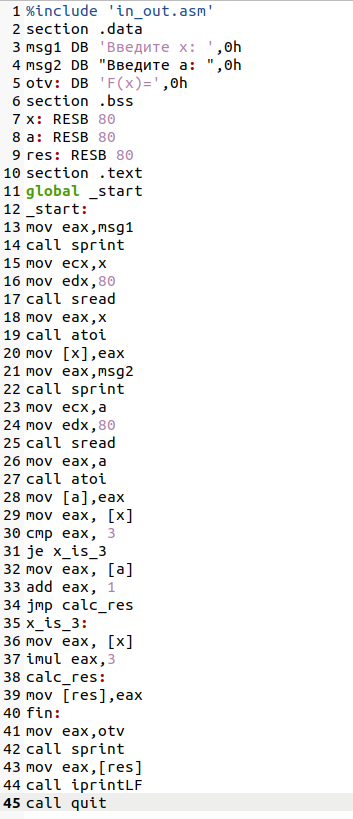 1 %include 'in_out.asm'
2 section .data
3 msg1 DB 'Введите x: ',0h
4 msg2 DB "Введите a: ",0h
5 otv: DB 'F(x)=',0h
6 section .bss
7 x: RESB 80
8 a: RESB 80
9 res: RESB 80
10 section .text
11 global _start
12 _start:
13 mov eax,msg1
14 call sprint
15 mov ecx,x
16 mov edx,80
17 call sread
18 mov eax,x
19 call atoi
20 mov [x],eax
21 mov eax,msg2
22 call sprint
23 mov ecx,a
24 mov edx,80
25 call sread
26 mov eax,a
27 call atoi
28 mov [a],eax
29 mov eax, [x]
30 cmp eax, 3
31 je x_is_3
32 mov eax, [a]
33 add eax, 1
34 jmp calc_res
35 x_is_3:
36 mov eax, [x]
37 imul eax,3
38 calc_res:
39 mov [res],eax
40 fin:
41 mov eax,otv
42 call sprint
43 mov eax,[res]
44 call iprintLF
45 call quit